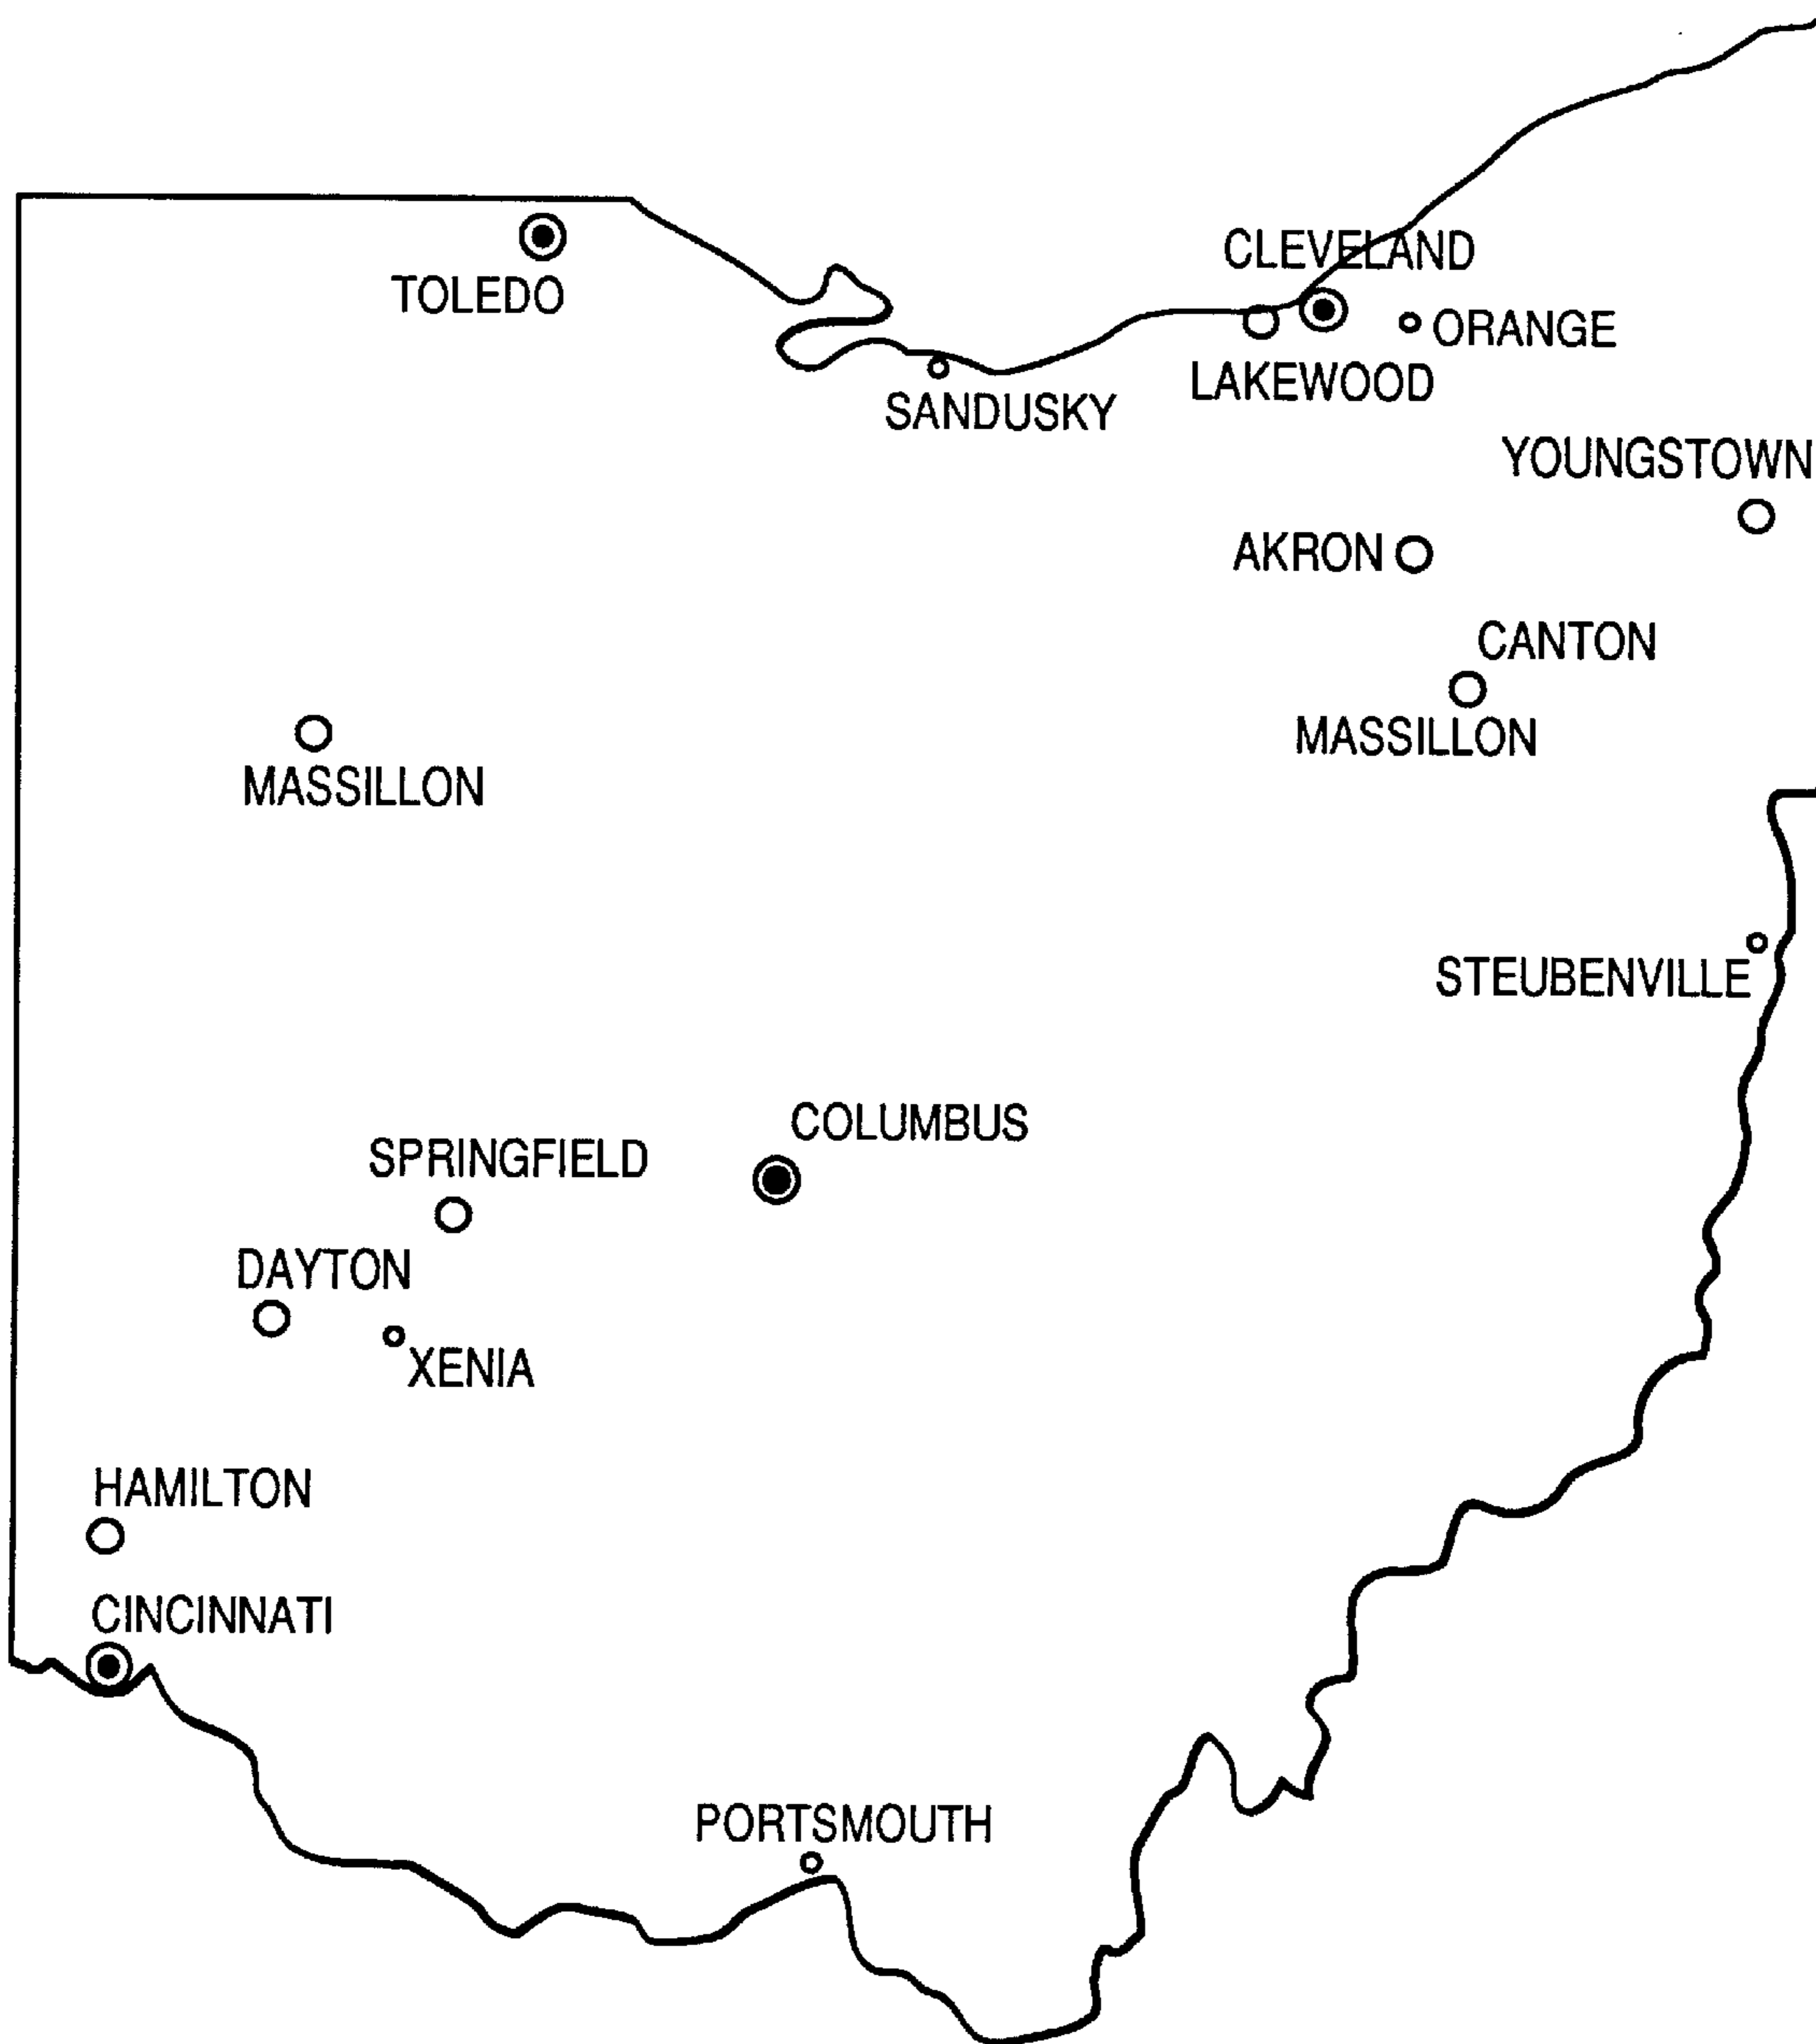 CLEVELAND
TOLEDO
ORANGE
LAKEWOOD
SANDUSKY
YOUNGSTOWN
AKRON
CANTON
MASSILLON
MASSILLON
STEUBENVILLE
COLUMBUS
SPRINGFIELD
DAYTON
XENIA
HAMILTON
CINCINNATI
PORTSMOUTH